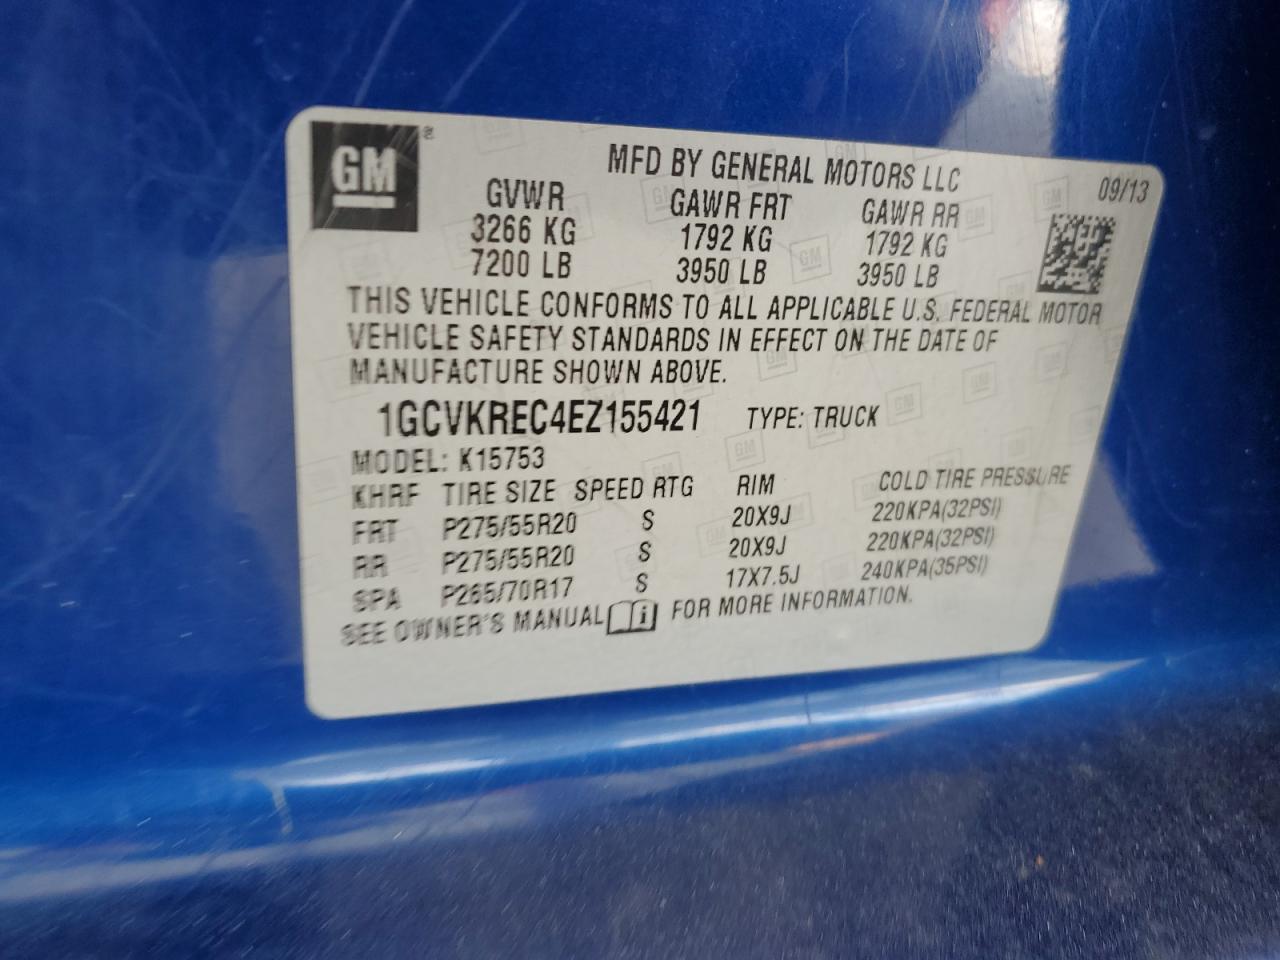 GM ®
MFD BY GENERAL MOTORS LLC 09/13
GVWR GAWR FRT GAWR RR
3266 KG 1792 KG 1792 KG
7200 LB 3950 LB 3950 LB
THIS VEHICLE CONFORMS TO ALL APPLICABLE U.S. FEDERAL MOTOR
VEHICLE SAFETY STANDARDS IN EFFECT ON THE DATE OF
MANUFACTURE SHOWN ABOVE.
1GCVKREC4EZ155421 TYPE: TRUCK
MODEL: K15753
KHRF TIRE SIZE SPEED RTG RIM COLD TIRE PRESSURE
FRT P275/55R20 S 20X9J 220KPA(32PSI)
RR P275/55R20 S 20X9J 220KPA(32PSI)
SPA P265/70R17 S 17X7.5J 240KPA(35PSI)
SEE OWNER'S MANUAL i FOR MORE INFORMATION.